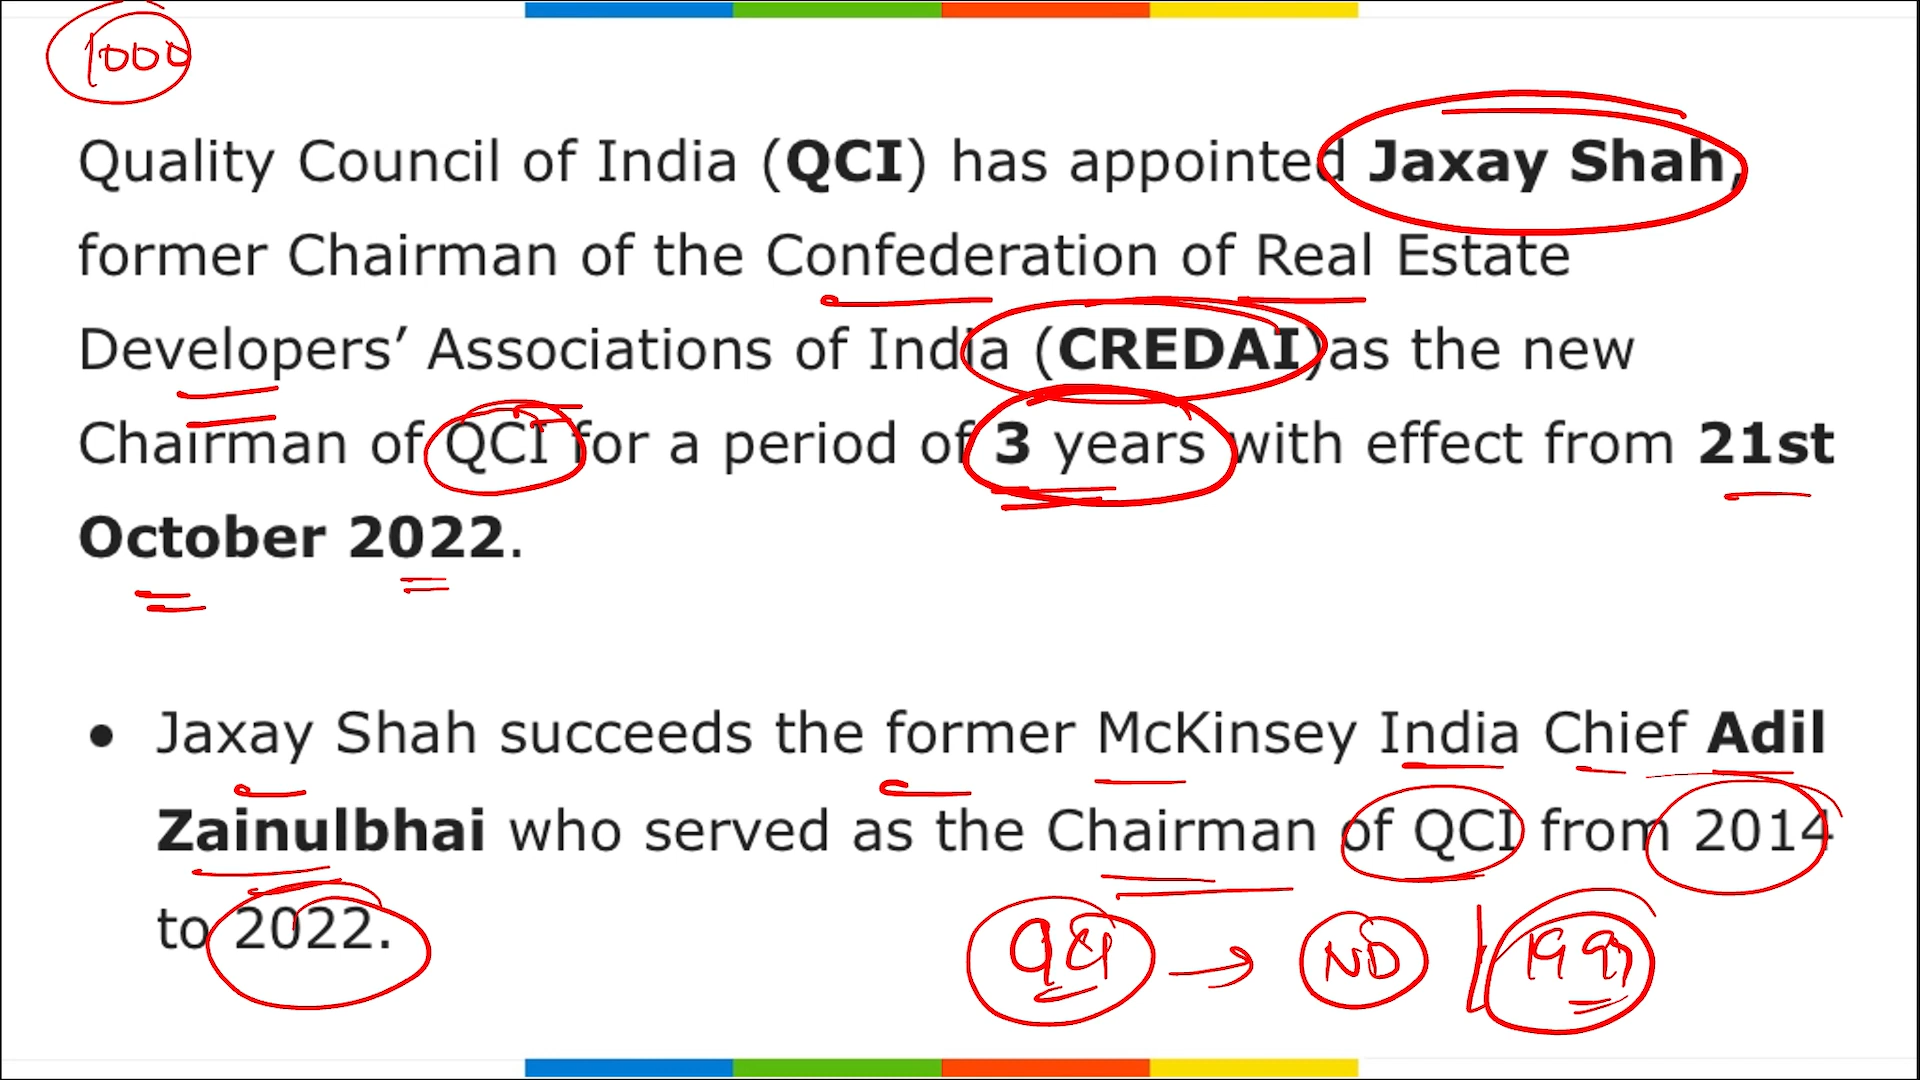 1000
Quality Council of India (QCI) has appointed Jaxay Shah,
former Chairman of the Confederation of Real Estate
Developers’ Associations of India (CREDAI)as the new
Chairman of QCI for a period of 3 years with effect from 21st
October 2022.
● Jaxay Shah succeeds the former McKinsey India Chief Adil
Zainulbhai who served as the Chairman of QCI from 2014
to 2022.
QCI → ND 1997